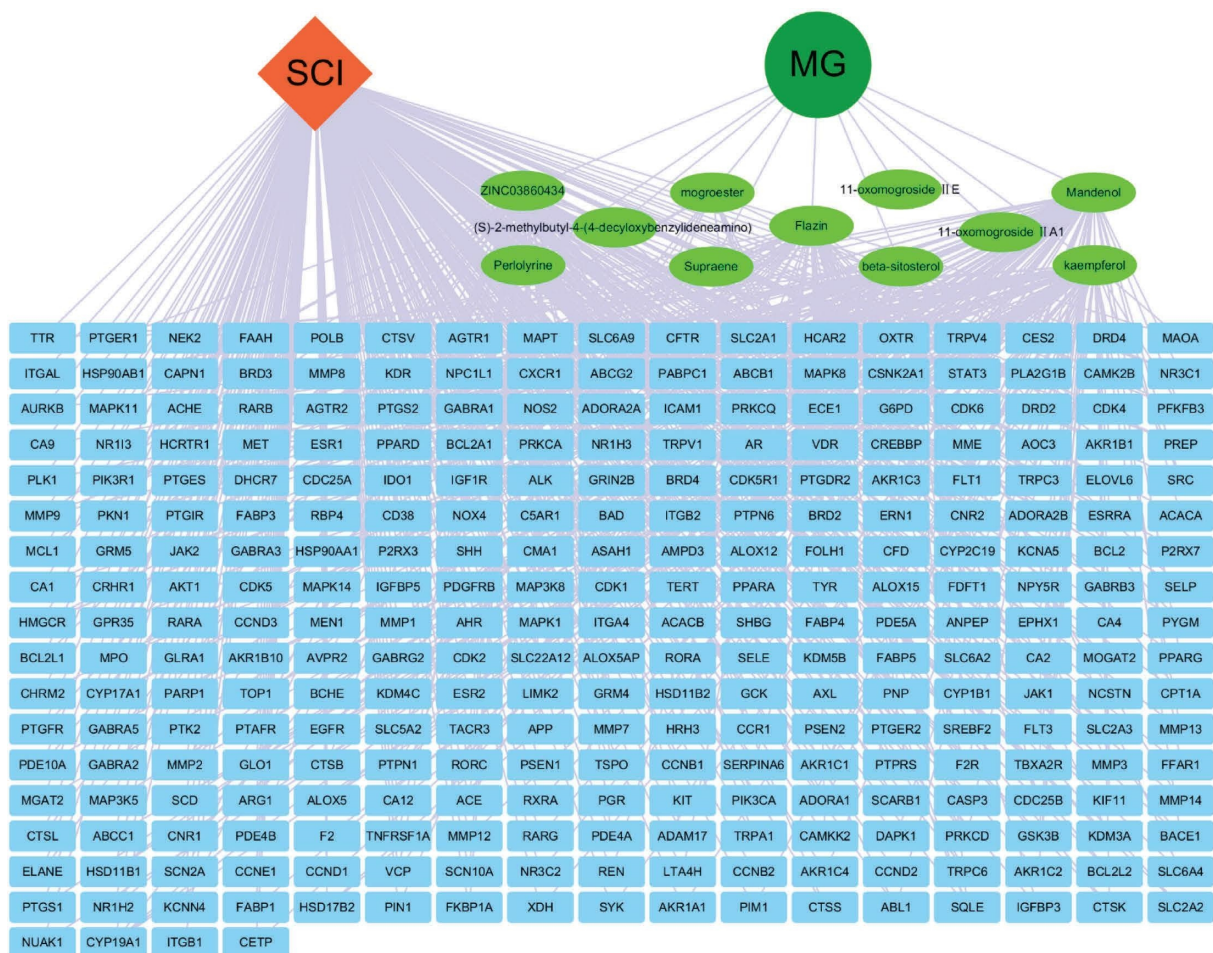 SCI
MG
ZINC03860434
mogroester
11-oxomogroside ⅡE
Mandenol
(S)-2-methylbutyl-4-(4-decyloxybenzylideneamino)
Flazin
11-oxomogroside ⅡA1
Perlolyrine
Supraene
beta-sitosterol
kaempferol
TTR PTGER1 NEK2 FAAH POLB CTSV AGTR1 MAPT SLC6A9 CFTR SLC2A1 HCAR2 OXTR TRPV4 CES2 DRD4 MAOA
ITGAL HSP90AB1 CAPN1 BRD3 MMP8 KDR NPC1L1 CXCR1 ABCG2 PABPC1 ABCB1 MAPK8 CSNK2A1 STAT3 PLA2G1B CAMK2B NR3C1
AURKB MAPK11 ACHE RARB AGTR2 PTGS2 GABRA1 NOS2 ADORA2A ICAM1 PRKCQ ECE1 G6PD CDK6 DRD2 CDK4 PFKFB3
CA9 NR1I3 HCRTR1 MET ESR1 PPARD BCL2A1 PRKCA NR1H3 TRPV1 AR VDR CREBBP MME AOC3 AKR1B1 PREP
PLK1 PIK3R1 PTGES DHCR7 CDC25A IDO1 IGF1R ALK GRIN2B BRD4 CDK5R1 PTGDR2 AKR1C3 FLT1 TRPC3 ELOVL6 SRC
MMP9 PKN1 PTGIR FABP3 RBP4 CD38 NOX4 C5AR1 BAD ITGB2 PTPN6 BRD2 ERN1 CNR2 ADORA2B ESRRA ACACA
MCL1 GRM5 JAK2 GABRA3 HSP90AA1 P2RX3 SHH CMA1 ASAH1 AMPD3 ALOX12 FOLH1 CFD CYP2C19 KCNA5 BCL2 P2RX7
CA1 CRHR1 AKT1 CDK5 MAPK14 IGFBP5 PDGFRB MAP3K8 CDK1 TERT PPARA TYR ALOX15 FDFT1 NPY5R GABRB3 SELP
HMGCR GPR35 RARA CCND3 MEN1 MMP1 AHR MAPK1 ITGA4 ACACB SHBG FABP4 PDE5A ANPEP EPHX1 CA4 PYGM
BCL2L1 MPO GLRA1 AKR1B10 AVPR2 GABRG2 CDK2 SLC22A12 ALOX5AP RORA SELE KDM5B FABP5 SLC6A2 CA2 MOGAT2 PPARG
CHRM2 CYP17A1 PARP1 TOP1 BCHE KDM4C ESR2 LIMK2 GRM4 HSD11B2 GCK AXL PNP CYP1B1 JAK1 NCSTN CPT1A
PTGFR GABRA5 PTK2 PTAFR EGFR SLC5A2 TACR3 APP MMP7 HRH3 CCR1 PSEN2 PTGER2 SREBF2 FLT3 SLC2A3 MMP13
PDE10A GABRA2 MMP2 GLO1 CTSB PTPN1 RORC PSEN1 TSPO CCNB1 SERPINA6 AKR1C1 PTPRS F2R TBXA2R MMP3 FFAR1
MGAT2 MAP3K5 SCD ARG1 ALOX5 CA12 ACE RXRA PGR KIT PIK3CA ADORA1 SCARB1 CASP3 CDC25B KIF11 MMP14
CTSL ABCC1 CNR1 PDE4B F2 TNFRSF1A MMP12 RARG PDE4A ADAM17 TRPA1 CAMKK2 DAPK1 PRKCD GSK3B KDM3A BACE1
ELANE HSD11B1 SCN2A CCNE1 CCND1 VCP SCN10A NR3C2 REN LTA4H CCNB2 AKR1C4 CCND2 TRPC6 AKR1C2 BCL2L2 SLC6A4
PTGS1 NR1H2 KCNN4 FABP1 HSD17B2 PIN1 FKBP1A XDH SYK AKR1A1 PIM1 CTSS ABL1 SQLE IGFBP3 CTSK SLC2A2
NUAK1 CYP19A1 ITGB1 CETP